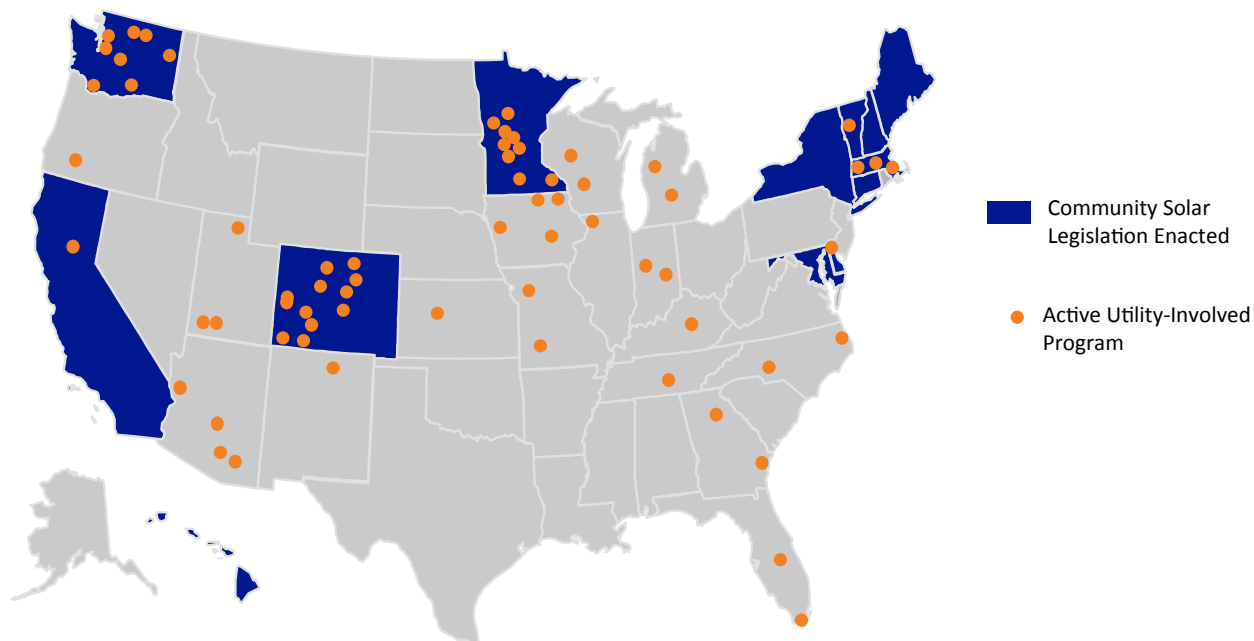 Community Solar
Legislation Enacted
Active Utility-Involved
Program